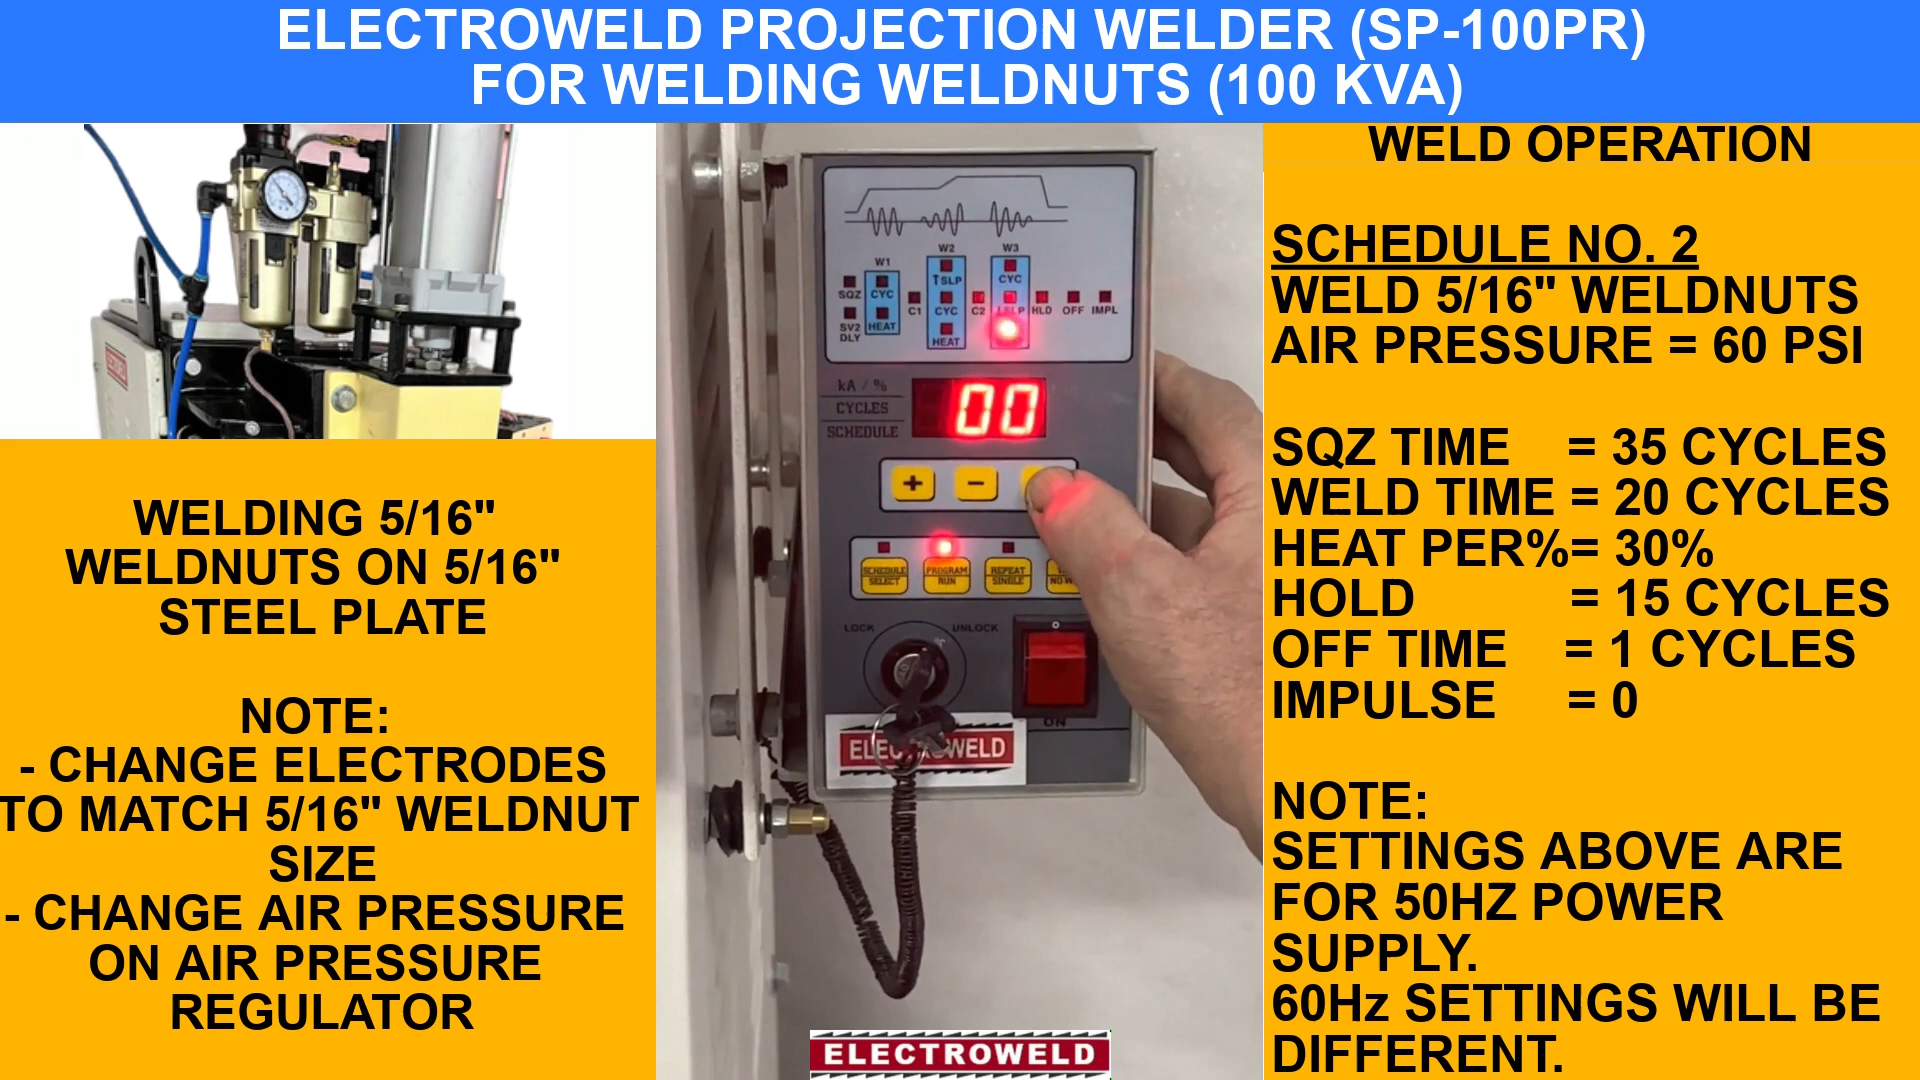 ELECTROWELD PROJECTION WELDER (SP-100PR)
FOR WELDING WELDNUTS (100 KVA)
WELDING 5/16"
WELDNUTS ON 5/16"
STEEL PLATE
NOTE:
- CHANGE ELECTRODES
TO MATCH 5/16" WELDNUT
SIZE
- CHANGE AIR PRESSURE
ON AIR PRESSURE
REGULATOR
W1
W2
W3
SQZ
CYC
C1
↑SLP
CYC
C2
CYC
HLD
OFF
IMPL
SV2
DLY
HEAT
HEAT
kA / %
CYCLES
SCHEDULE
00
+
-
SCHEDULE
SELECT
PROGRAM
RUN
REPEAT
SINGLE
LOCK
UNLOCK
ON
ELECTROWELD
WELD OPERATION
SCHEDULE NO. 2
WELD 5/16" WELDNUTS
AIR PRESSURE = 60 PSI
SQZ TIME = 35 CYCLES
WELD TIME = 20 CYCLES
HEAT PER%= 30%
HOLD = 15 CYCLES
OFF TIME = 1 CYCLES
IMPULSE = 0
NOTE:
SETTINGS ABOVE ARE
FOR 50HZ POWER
SUPPLY.
60Hz SETTINGS WILL BE
DIFFERENT.